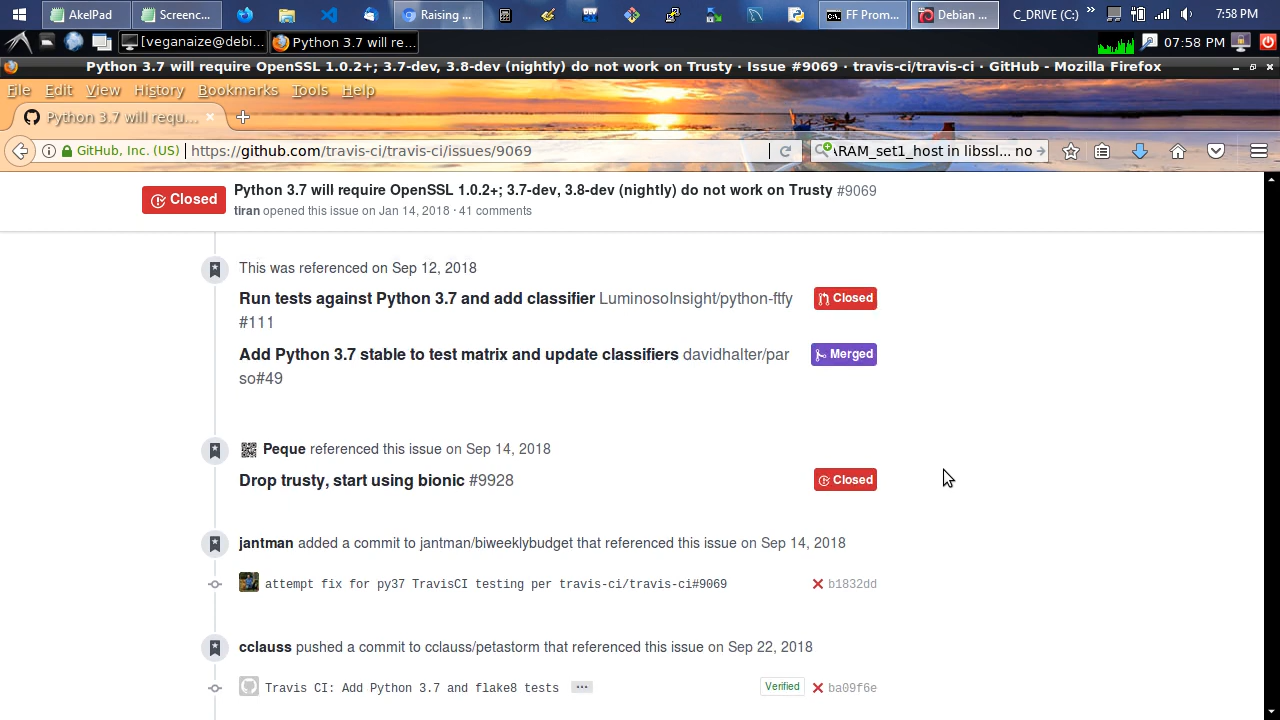 AkelPad
Screenc...
Raising ...
FF Prom...
Debian ...
C_DRIVE (C:)
7:58 PM
[veganaize@debi...
Python 3.7 will re...
07:58 PM
Python 3.7 will require OpenSSL 1.0.2+; 3.7-dev, 3.8-dev (nightly) do not work on Trusty · Issue #9069 · travis-ci/travis-ci · GitHub - Mozilla Firefox
File Edit View History Bookmarks Tools Help
Python 3.7 will requ...
GitHub, Inc. (US)
https://github.com/travis-ci/travis-ci/issues/9069
ARAM_set1_host in libssl... no
Closed
Python 3.7 will require OpenSSL 1.0.2+; 3.7-dev, 3.8-dev (nightly) do not work on Trusty #9069
tiran opened this issue on Jan 14, 2018 · 41 comments
This was referenced on Sep 12, 2018
Run tests against Python 3.7 and add classifier LuminosoInsight/python-ftfy
#111
Closed
Add Python 3.7 stable to test matrix and update classifiers davidhalter/par
so#49
Merged
Peque referenced this issue on Sep 14, 2018
Drop trusty, start using bionic #9928
Closed
jantman added a commit to jantman/biweeklybudget that referenced this issue on Sep 14, 2018
attempt fix for py37 TravisCI testing per travis-ci/travis-ci#9069
b1832dd
cclauss pushed a commit to cclauss/petastorm that referenced this issue on Sep 22, 2018
Travis CI: Add Python 3.7 and flake8 tests ...
Verified
ba09f6e